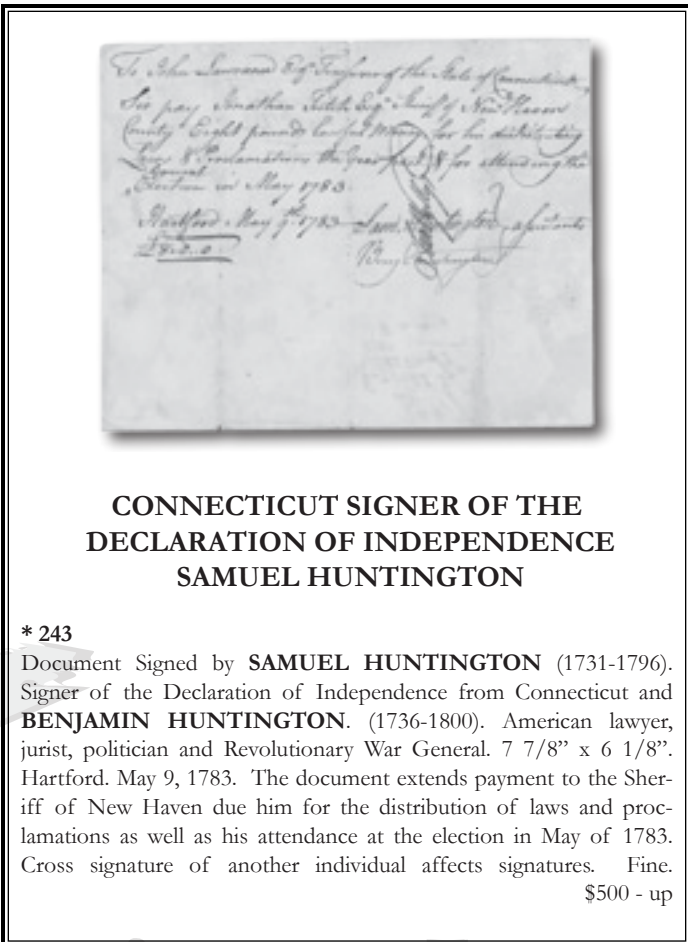 To John Lawrence Esqr Treasurer of the State of Connecticut
Sir pay Jonathan Fitch Esqr Sheriff of New Haven
County Eight pounds Lawful Money for his distributing
Laws & Proclamations the Year past & for attending the
General
Election in May 1783
Hartford May 9th 1783
CONNECTICUT SIGNER OF THE
DECLARATION OF INDEPENDENCE
SAMUEL HUNTINGTON
* 243
Document Signed by SAMUEL HUNTINGTON (1731-1796).
Signer of the Declaration of Independence from Connecticut and
BENJAMIN HUNTINGTON. (1736-1800). American lawyer,
jurist, politician and Revolutionary War General. 7 7/8” x 6 1/8”.
Hartford. May 9, 1783. The document extends payment to the Sher-
iff of New Haven due him for the distribution of laws and proc-
lamations as well as his attendance at the election in May of 1783.
Cross signature of another individual affects signatures. Fine.
$500 - up